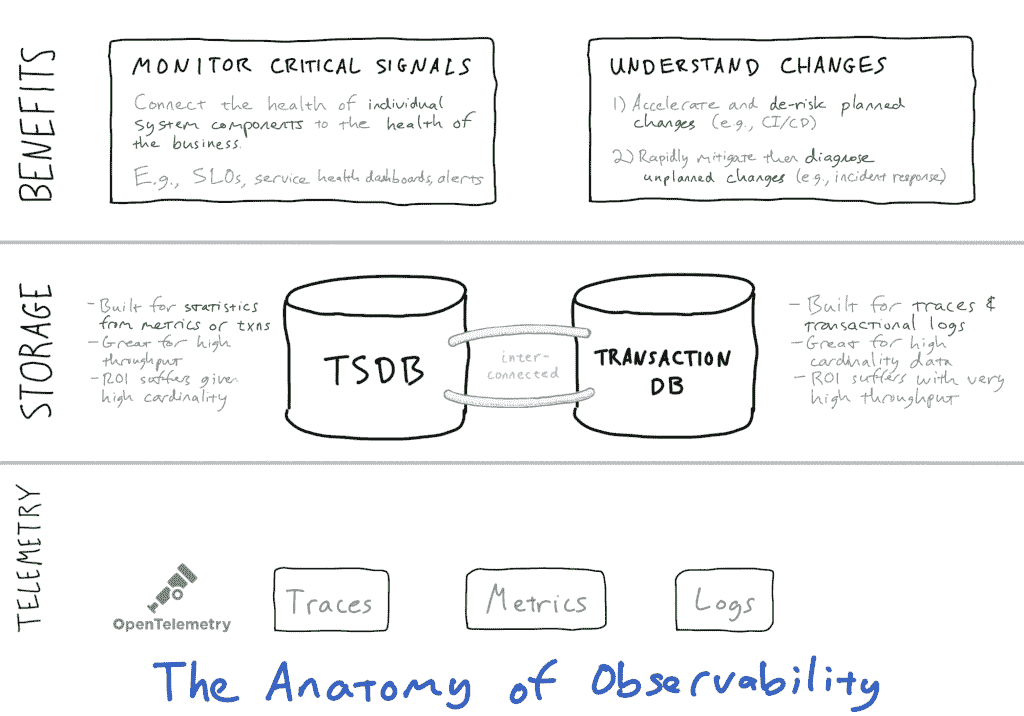 BENEFITS
MONITOR CRITICAL SIGNALS
Connect the health of individual
system components to the health of
the business.
E.g., SLOs, service health dashboards, alerts
UNDERSTAND CHANGES
1) Accelerate and de-risk planned
changes (e.g., CI/CD)
2) Rapidly mitigate then diagnose
unplanned changes (e.g., incident response)
STORAGE
- Built for statistics
from metrics or txns
- Great for high
throughput
- ROI suffers given
high cardinality
TSDB
inter-
connected
TRANSACTION
DB
- Built for traces &
transactional logs
- Great for high
cardinality data
- ROI suffers with very
high throughput
TELEMETRY
OpenTelemetry
Traces
Metrics
Logs
The Anatomy of Observability